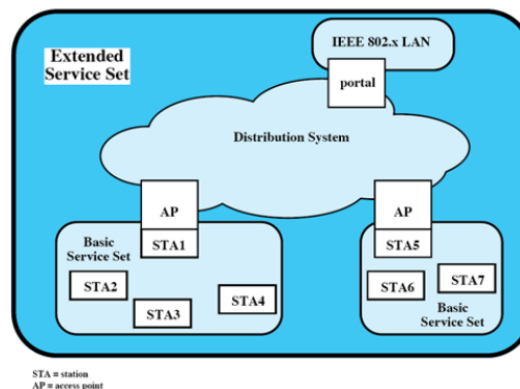 IEEE 802.x LAN
Extended
Service Set
portal
Distribution System
AP
STA1
AP
STA5
Basic
Service Set
STA2
STA3
STA4
STA6
STA7
Basic
Service Set
STA = station
AP = access point